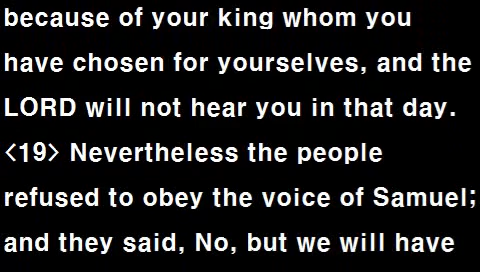 because of your king whom you
have chosen for yourselves, and the
LORD will not hear you in that day.
<19> Nevertheless the people
refused to obey the voice of Samuel;
and they said, No, but we will have